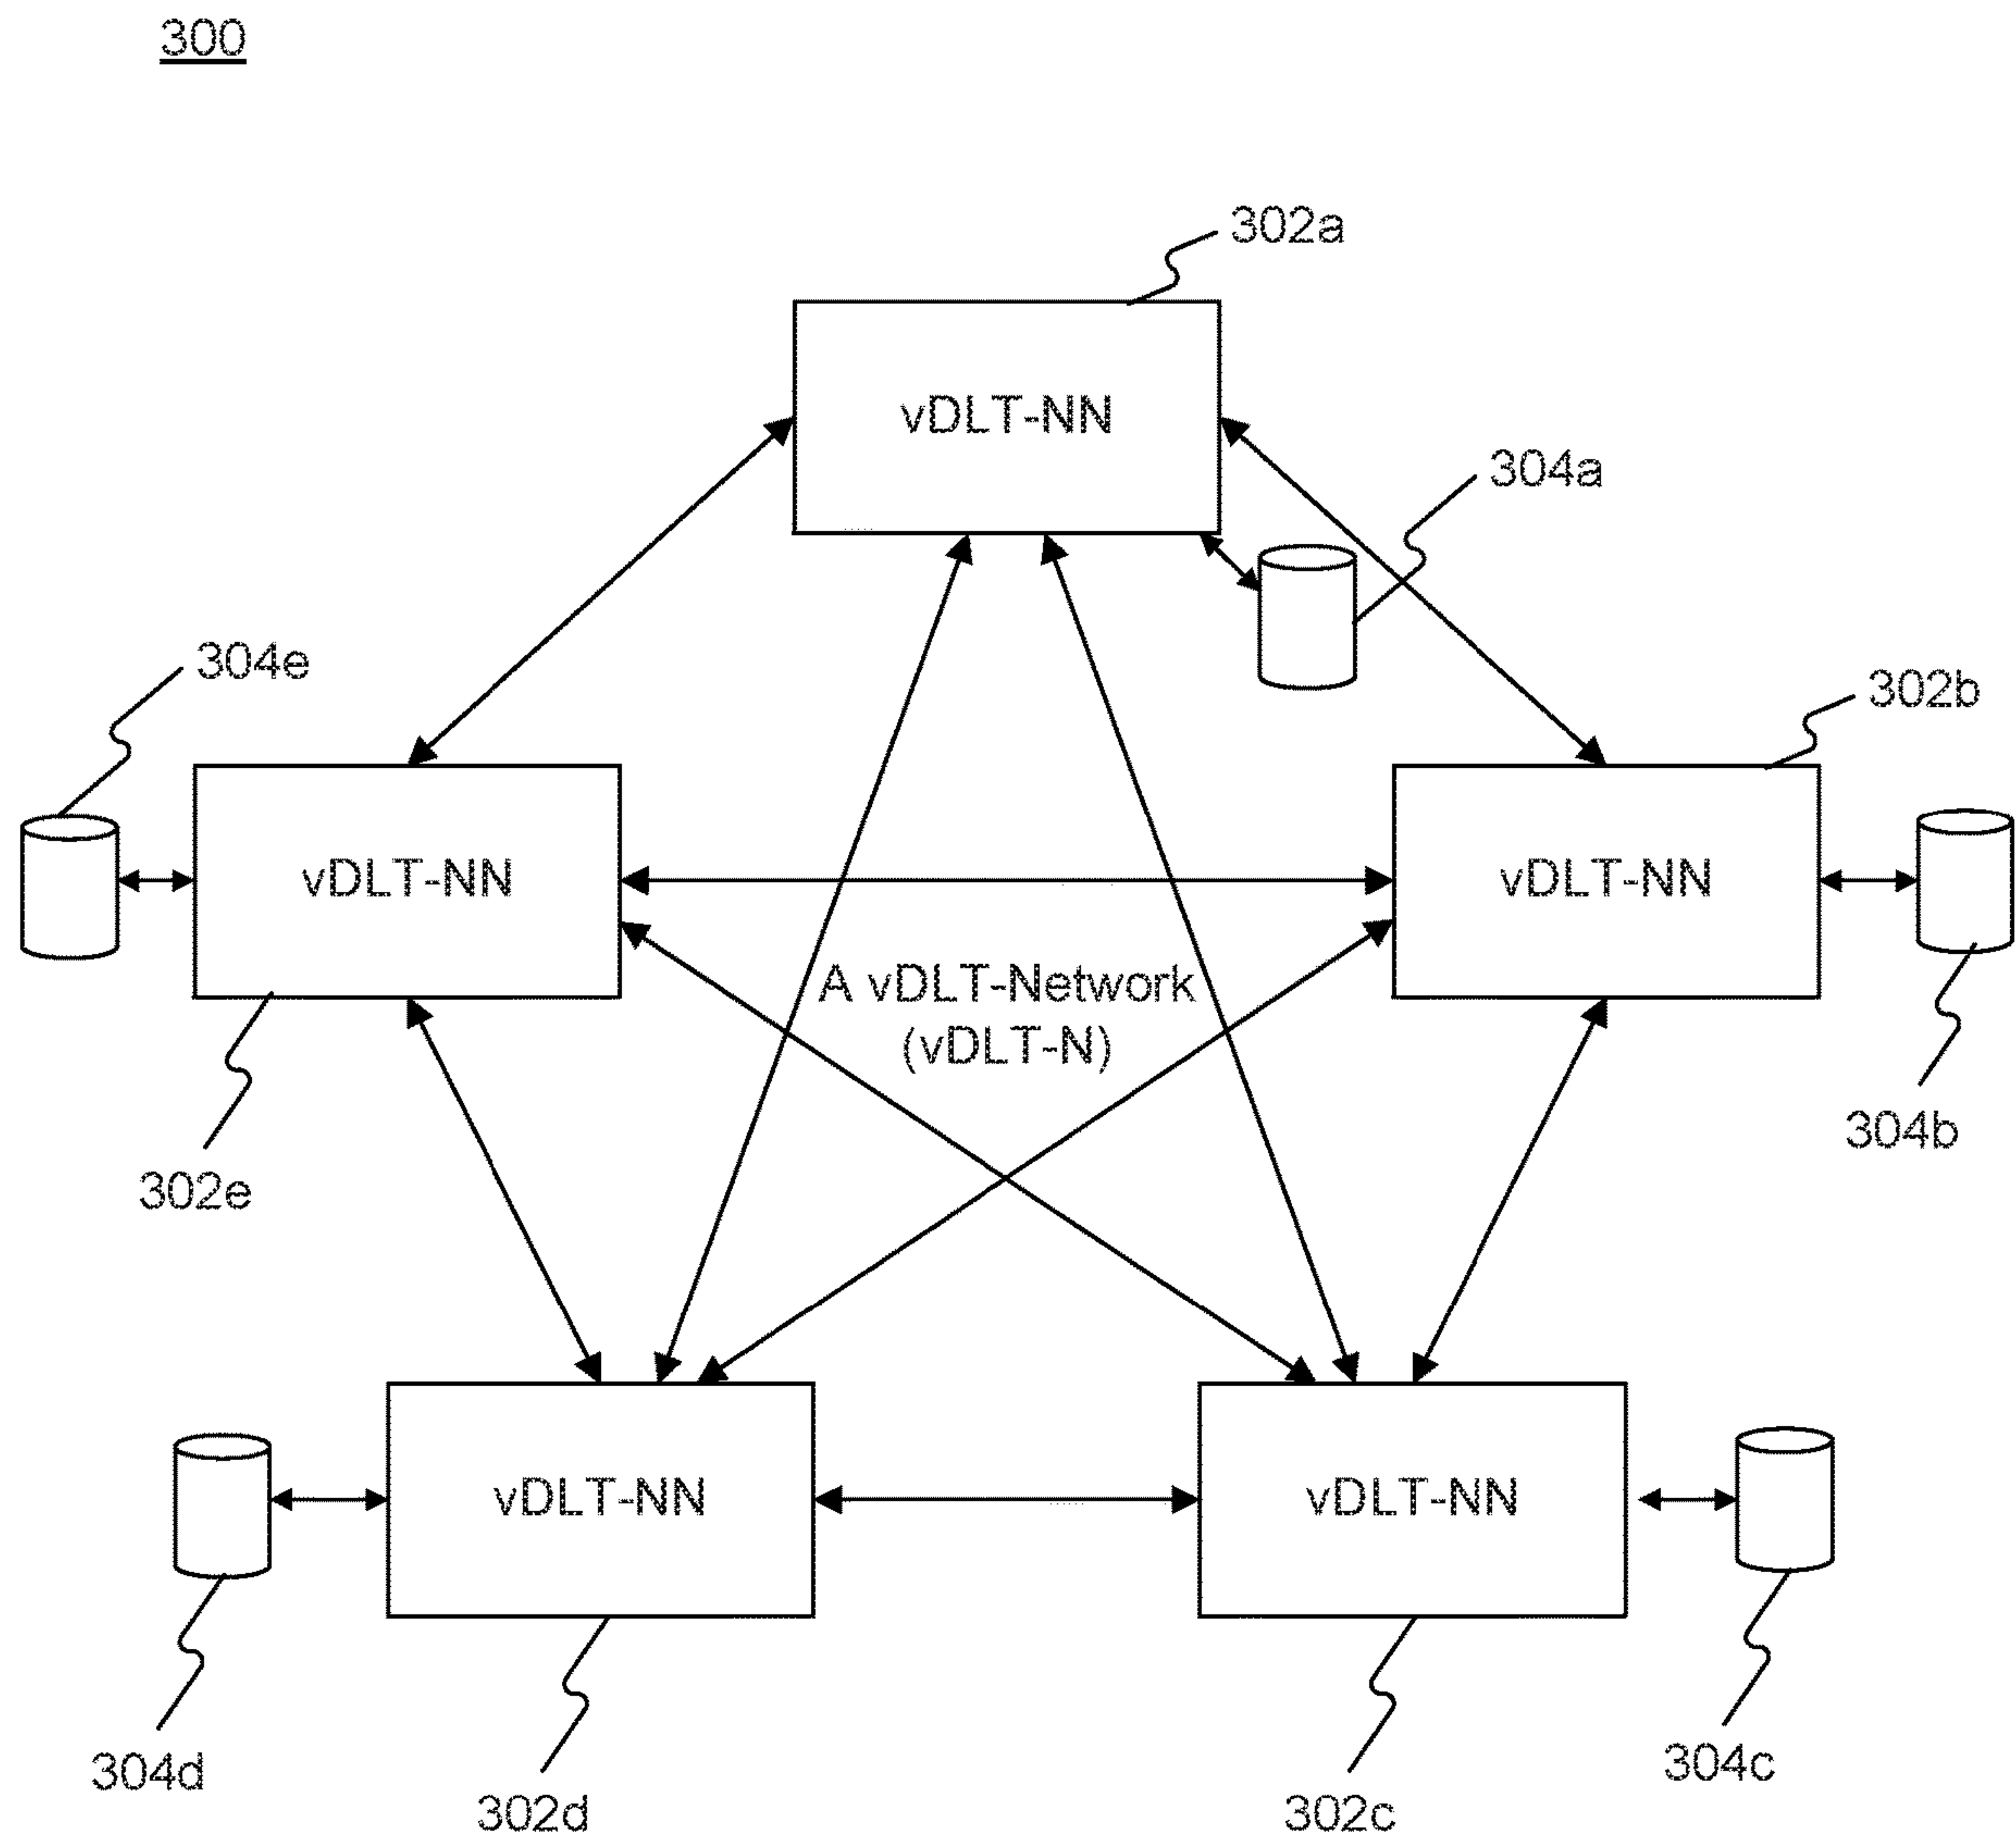 300
302a
vDLT-NN
304a
304e
302b
vDLT-NN
vDLT-NN
A vDLT-Network
(vDLT-N)
304b
302e
vDLT-NN
vDLT-NN
304d
304c
302d
302c